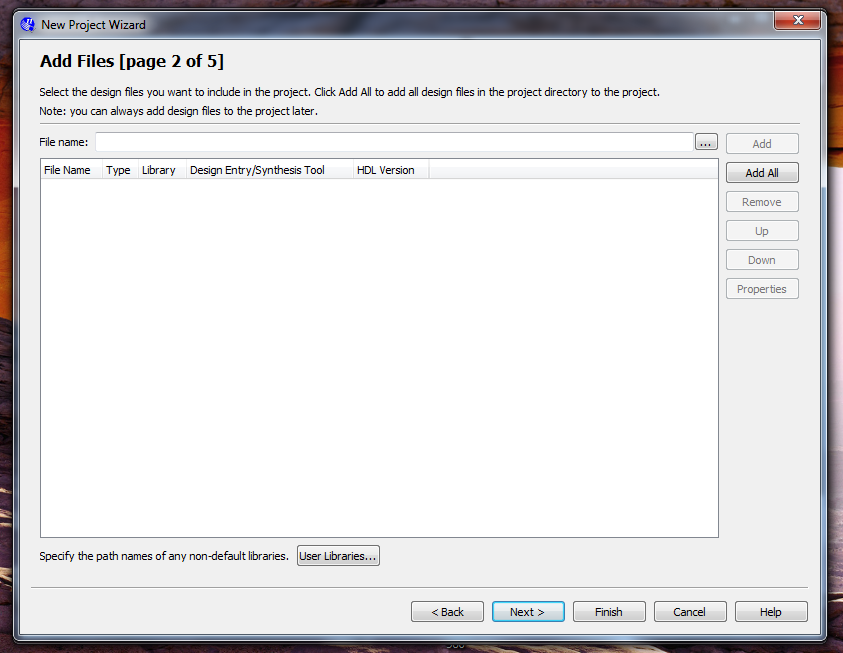 New Project Wizard
Add Files [page 2 of 5]
Select the design files you want to include in the project. Click Add All to add all design files in the project directory to the project.
Note: you can always add design files to the project later.
File name: ... Add
File Name Type Library Design Entry/Synthesis Tool HDL Version Add All
Remove
Up
Down
Properties
Specify the path names of any non-default libraries. User Libraries...
< Back Next > Finish Cancel Help